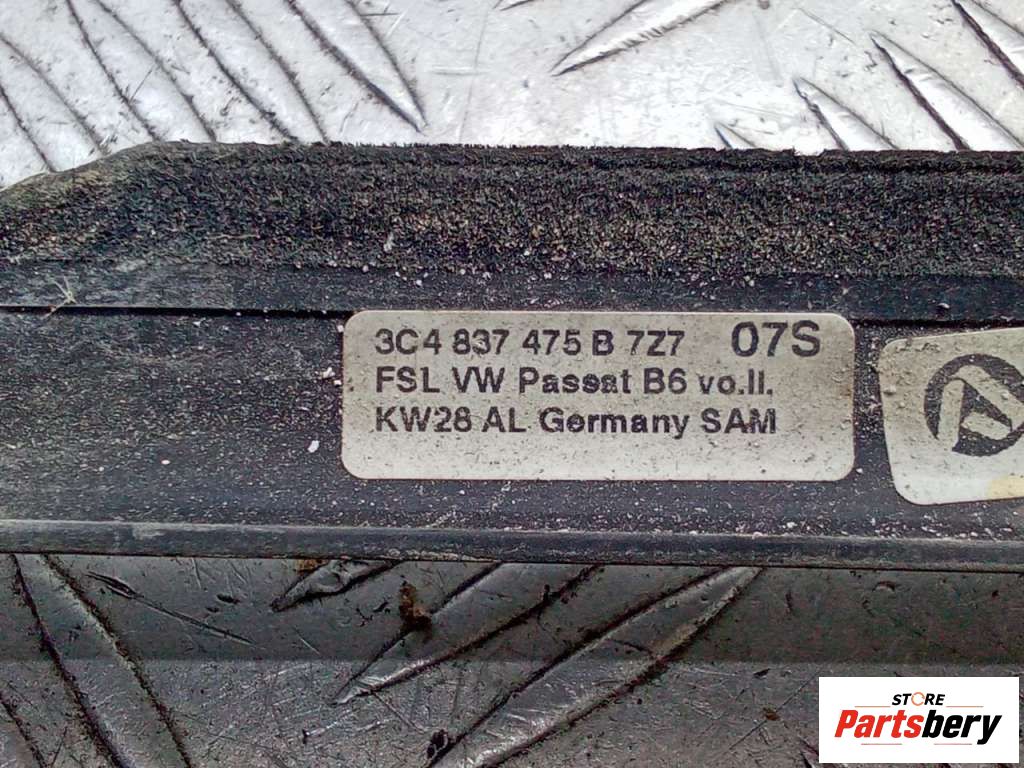 3C4 837 475 B 7Z7 07S
FSL VW Passat B6 vo.li.
KW28 AL Germany SAM
STORE
Partsbery